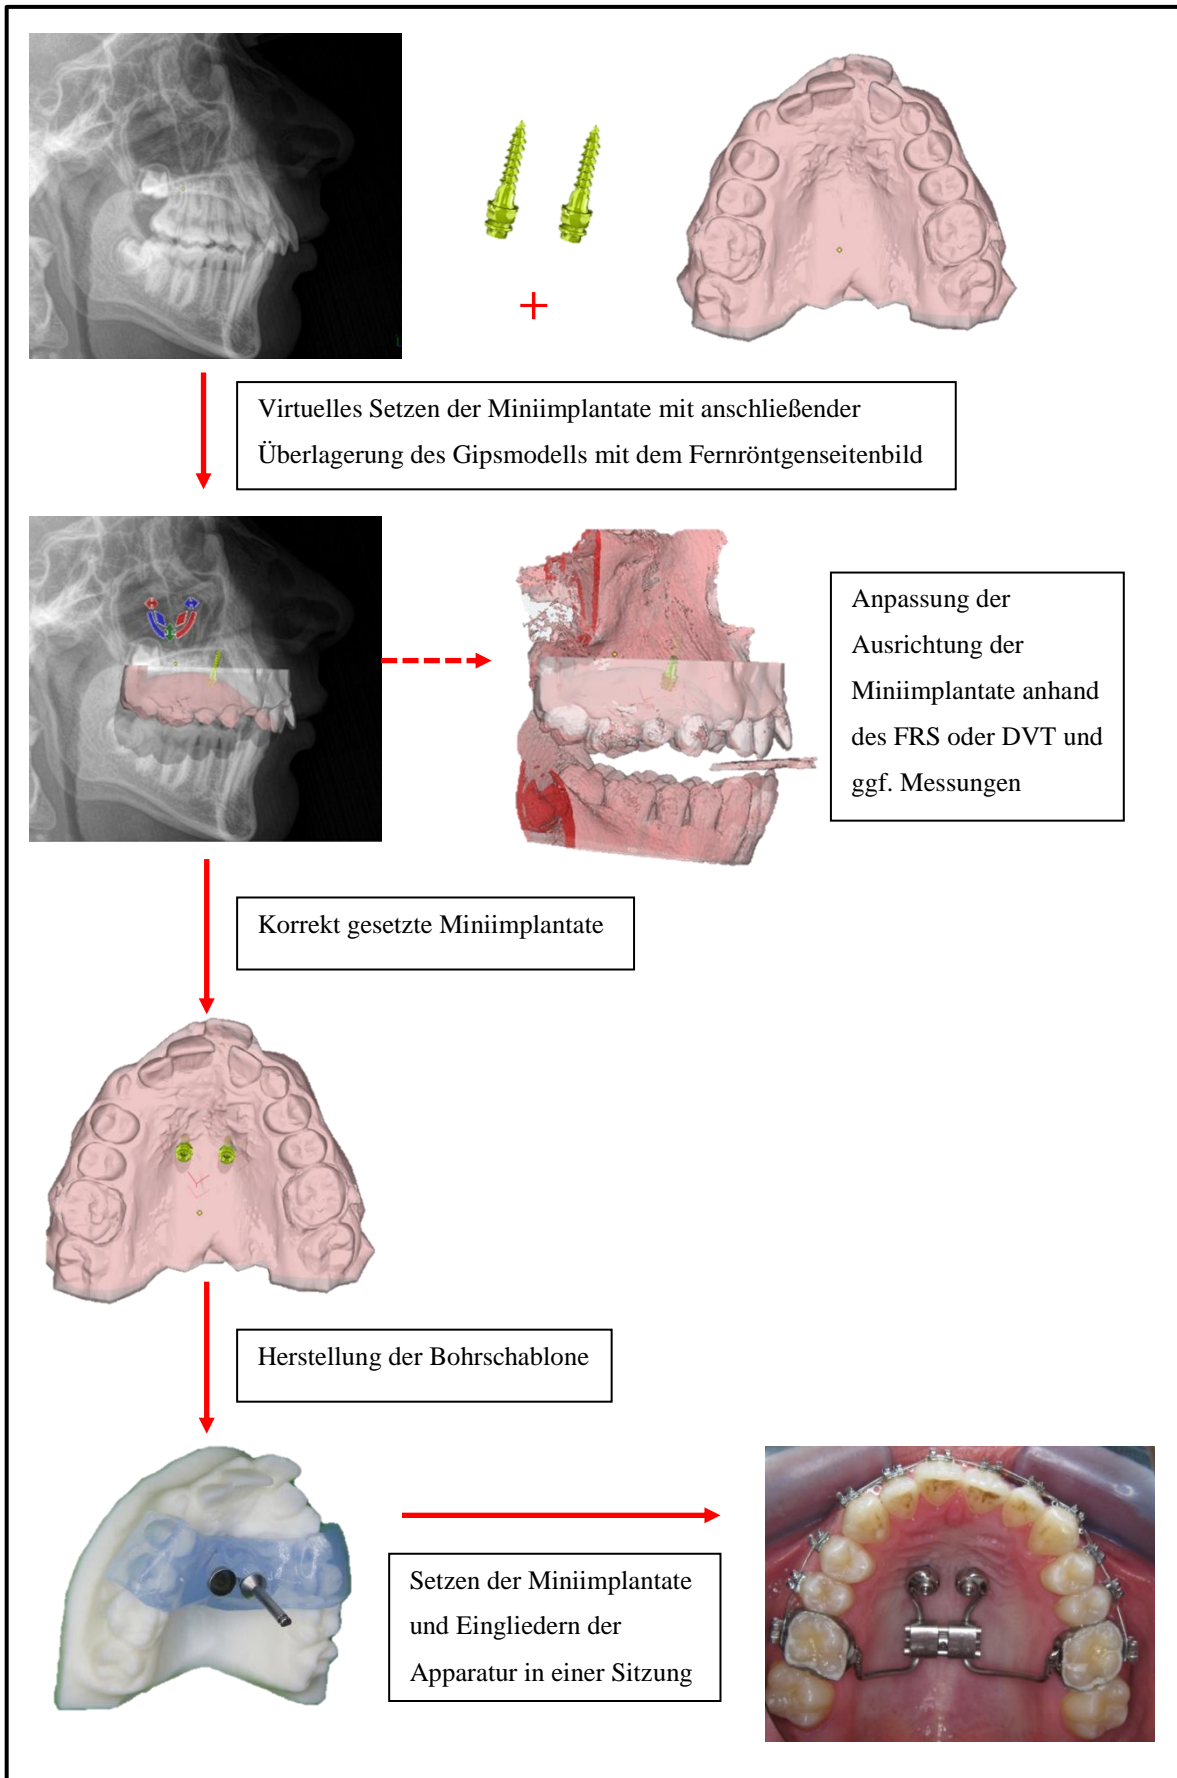 Virtuelles Setzen der Miniimplantate mit anschließender
Überlagerung des Gipsmodells mit dem Fernröntgenseitenbild
Anpassung der
Ausrichtung der
Miniimplantate anhand
des FRS oder DVT und
ggf. Messungen
Korrekt gesetzte Miniimplantate
Herstellung der Bohrschablone
Setzen der Miniimplantate
und Eingliedern der
Apparatur in einer Sitzung